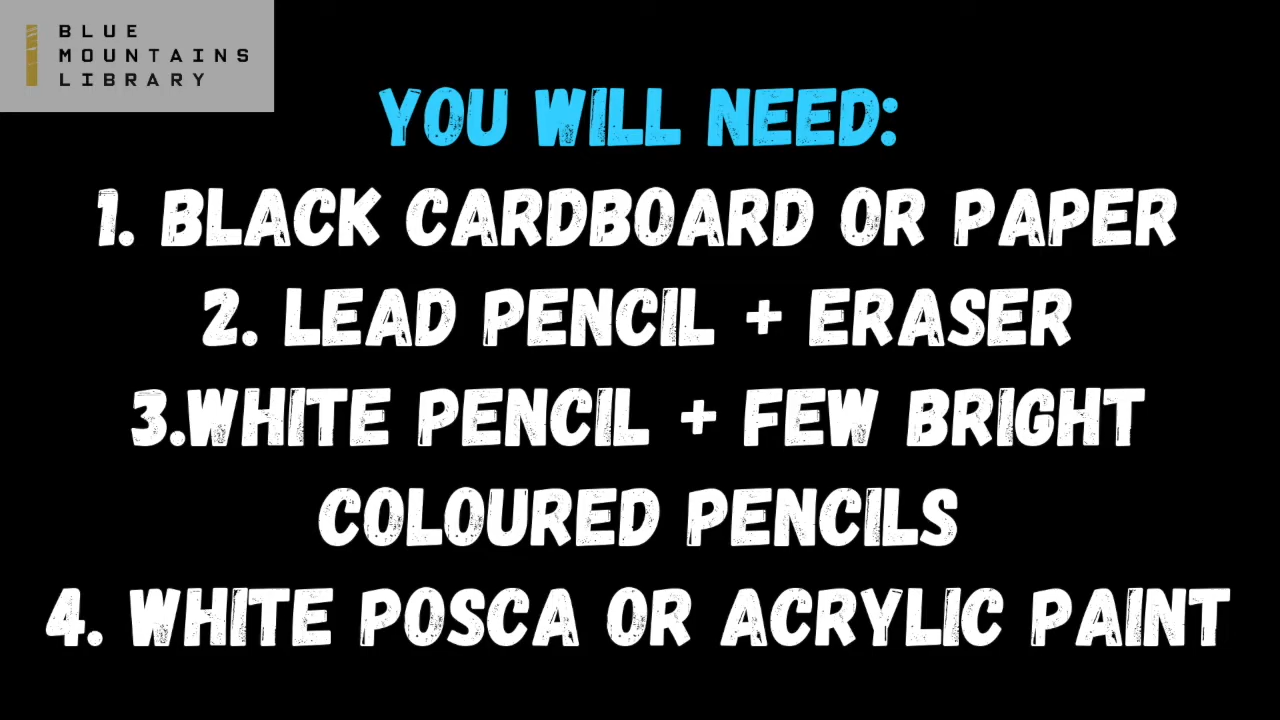 BLUE
MOUNTAINS
LIBRARY
YOU WILL NEED:
1. BLACK CARDBOARD OR PAPER
2. LEAD PENCIL + ERASER
3.WHITE PENCIL + FEW BRIGHT
COLOURED PENCILS
4. WHITE POSCA OR ACRYLIC PAINT